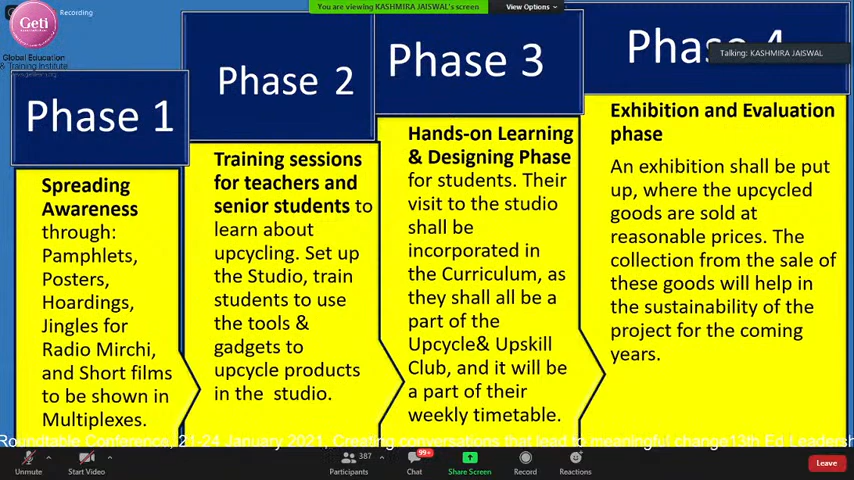 Recording
You are viewing KASHMIRA JAISWAL's screen
View Options
Geti
Global Education
& Training Institute
Talking: KASHMIRA JAISWAL
Phase 1
Spreading
Awareness
through:
Pamphlets,
Posters,
Hoardings,
Jingles for
Radio Mirchi,
and Short films
to be shown in
Multiplexes.
Phase 2
Training sessions
for teachers and
senior students to
learn about
upcycling. Set up
the Studio, train
students to use
the tools &
gadgets to
upcycle products
in the studio.
Phase 3
Hands-on Learning
& Designing Phase
for students. Their
visit to the studio
shall be
incorporated in
the Curriculum, as
they shall all be a
part of the
Upcycle& Upskill
Club, and it will be
a part of their
weekly timetable.
Phase 4
Exhibition and Evaluation
phase
An exhibition shall be put
up, where the upcycled
goods are sold at
reasonable prices. The
collection from the sale of
these goods will help in
the sustainability of the
project for the coming
years.
Roundtable Conference, 21-24 January 2021, Creating conversations that lead to meaningful change13th Ed Leadersh
Unmute
Start Video
387
Participants
99+
Chat
Share Screen
Record
Reactions
Leave